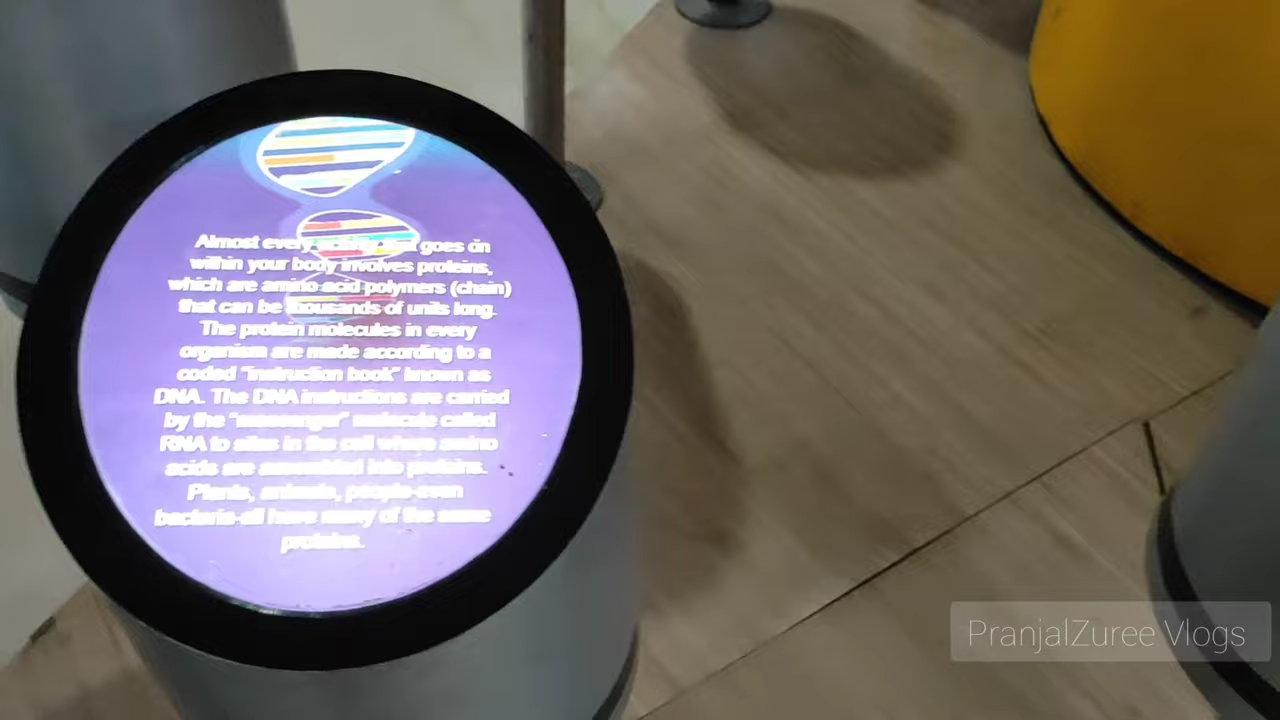 Almost every activity that goes on
within your body involves proteins,
which are amino acid polymers (chain)
that can be thousands of units long.
The protein molecules in every
organism are made according to a
coded "instruction book" known as
DNA. The DNA instructions are carried
by the "messenger" molecule called
RNA to sites in the cell where amino
acids are assembled into proteins.
Plants, animals, people-even
bacteria-all have many of the same
proteins.
PranjalZuree Vlogs